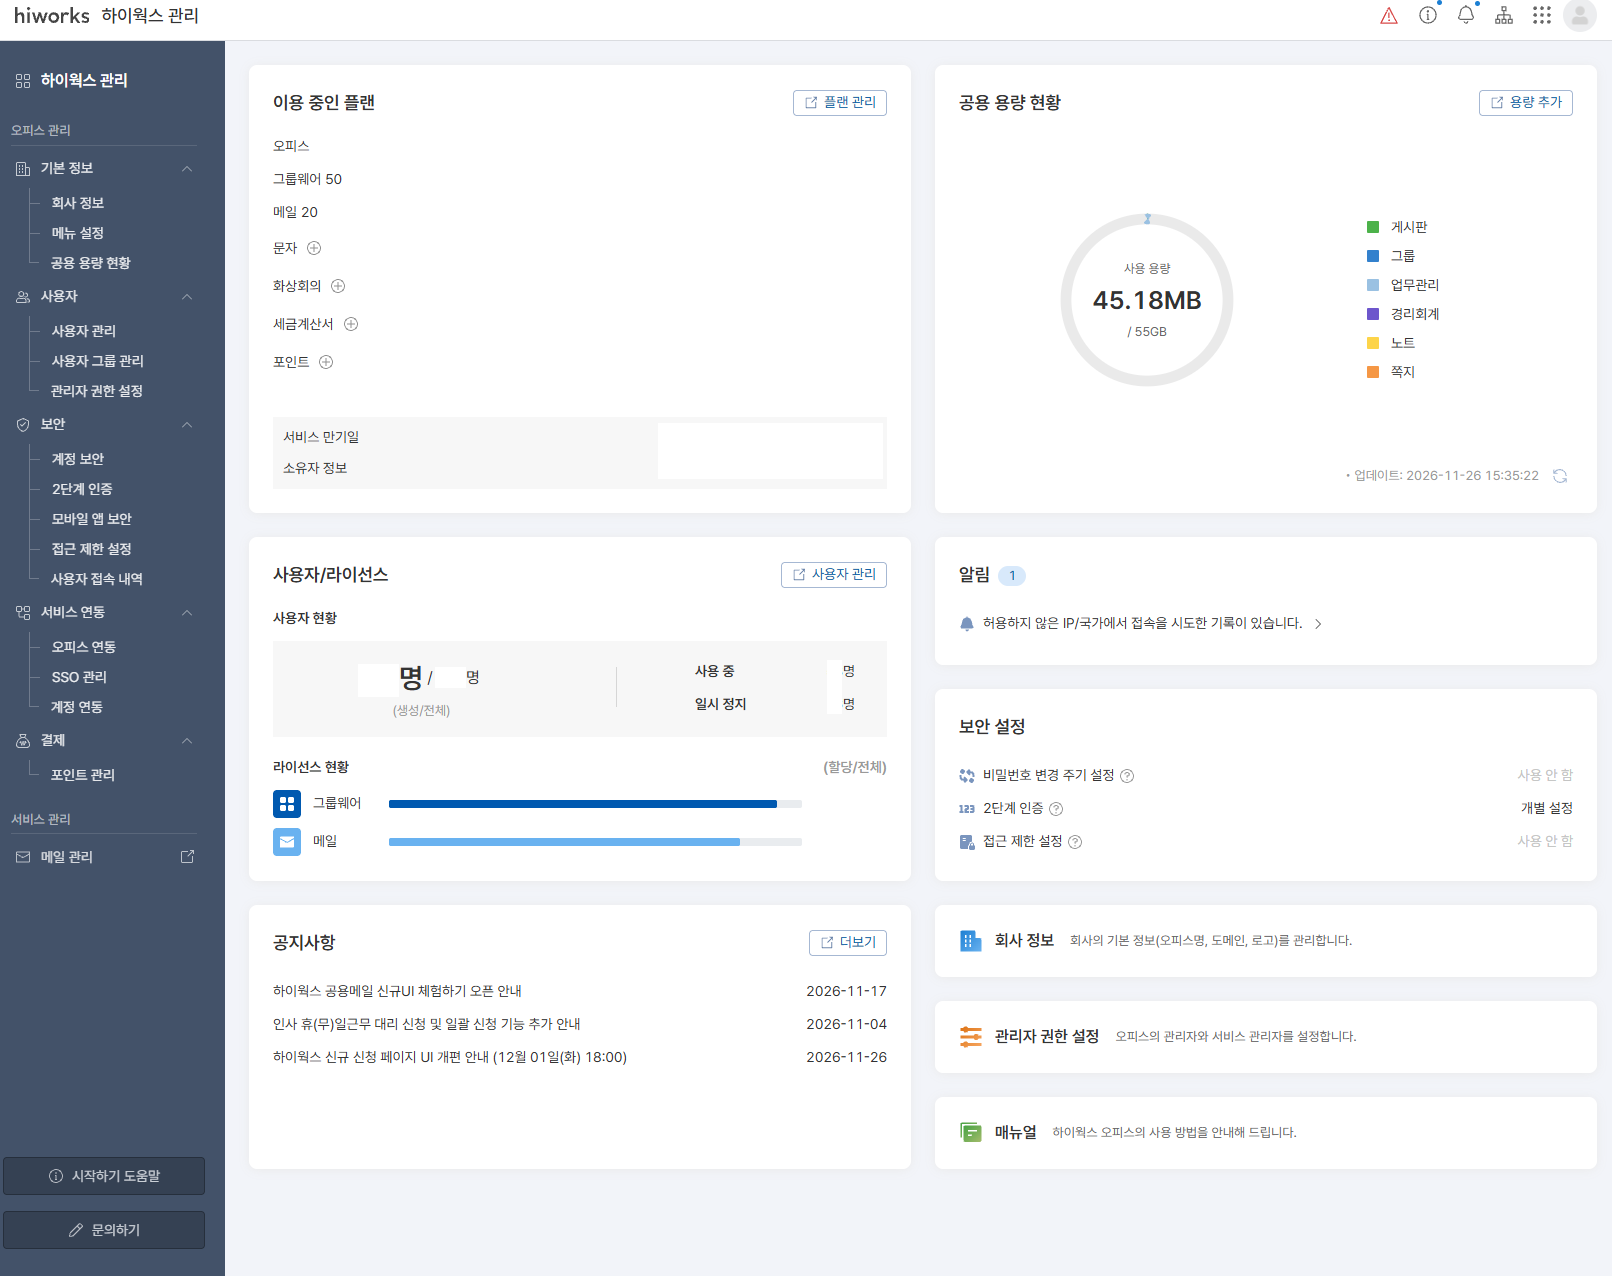 hiworks 하이웍스 관리
하이웍스 관리
오피스 관리
기본 정보
회사 정보
메뉴 설정
공용 용량 현황
사용자
사용자 관리
사용자 그룹 관리
관리자 권한 설정
보안
계정 보안
2단계 인증
모바일 앱 보안
접근 제한 설정
사용자 접속 내역
서비스 연동
오피스 연동
SSO 관리
계정 연동
결제
포인트 관리
서비스 관리
메일 관리
시작하기 도움말
문의하기
이용 중인 플랜
플랜 관리
오피스
그룹웨어 50
메일 20
문자
화상회의
세금계산서
포인트
서비스 만기일
소유자 정보
공용 용량 현황
용량 추가
사용 용량
45.18MB
/ 55GB
게시판
그룹
업무관리
경리회계
노트
쪽지
• 업데이트: 2026-11-26 15:35:22
사용자/라이선스
사용자 관리
사용자 현황
명 / 명
(생성/전체)
사용 중 명
일시 정지 명
라이선스 현황 (할당/전체)
그룹웨어
메일
알림 1
허용하지 않은 IP/국가에서 접속을 시도한 기록이 있습니다.
보안 설정
비밀번호 변경 주기 설정 ? 사용 안 함
123 2단계 인증 ? 개별 설정
접근 제한 설정 ? 사용 안 함
공지사항
더보기
하이웍스 공용메일 신규UI 체험하기 오픈 안내 2026-11-17
인사 휴(무)일근무 대리 신청 및 일괄 신청 기능 추가 안내 2026-11-04
하이웍스 신규 신청 페이지 UI 개편 안내 (12월 01일(화) 18:00) 2026-11-26
회사 정보 회사의 기본 정보(오피스명, 도메인, 로고)를 관리합니다.
관리자 권한 설정 오피스의 관리자와 서비스 관리자를 설정합니다.
매뉴얼 하이웍스 오피스의 사용 방법을 안내해 드립니다.